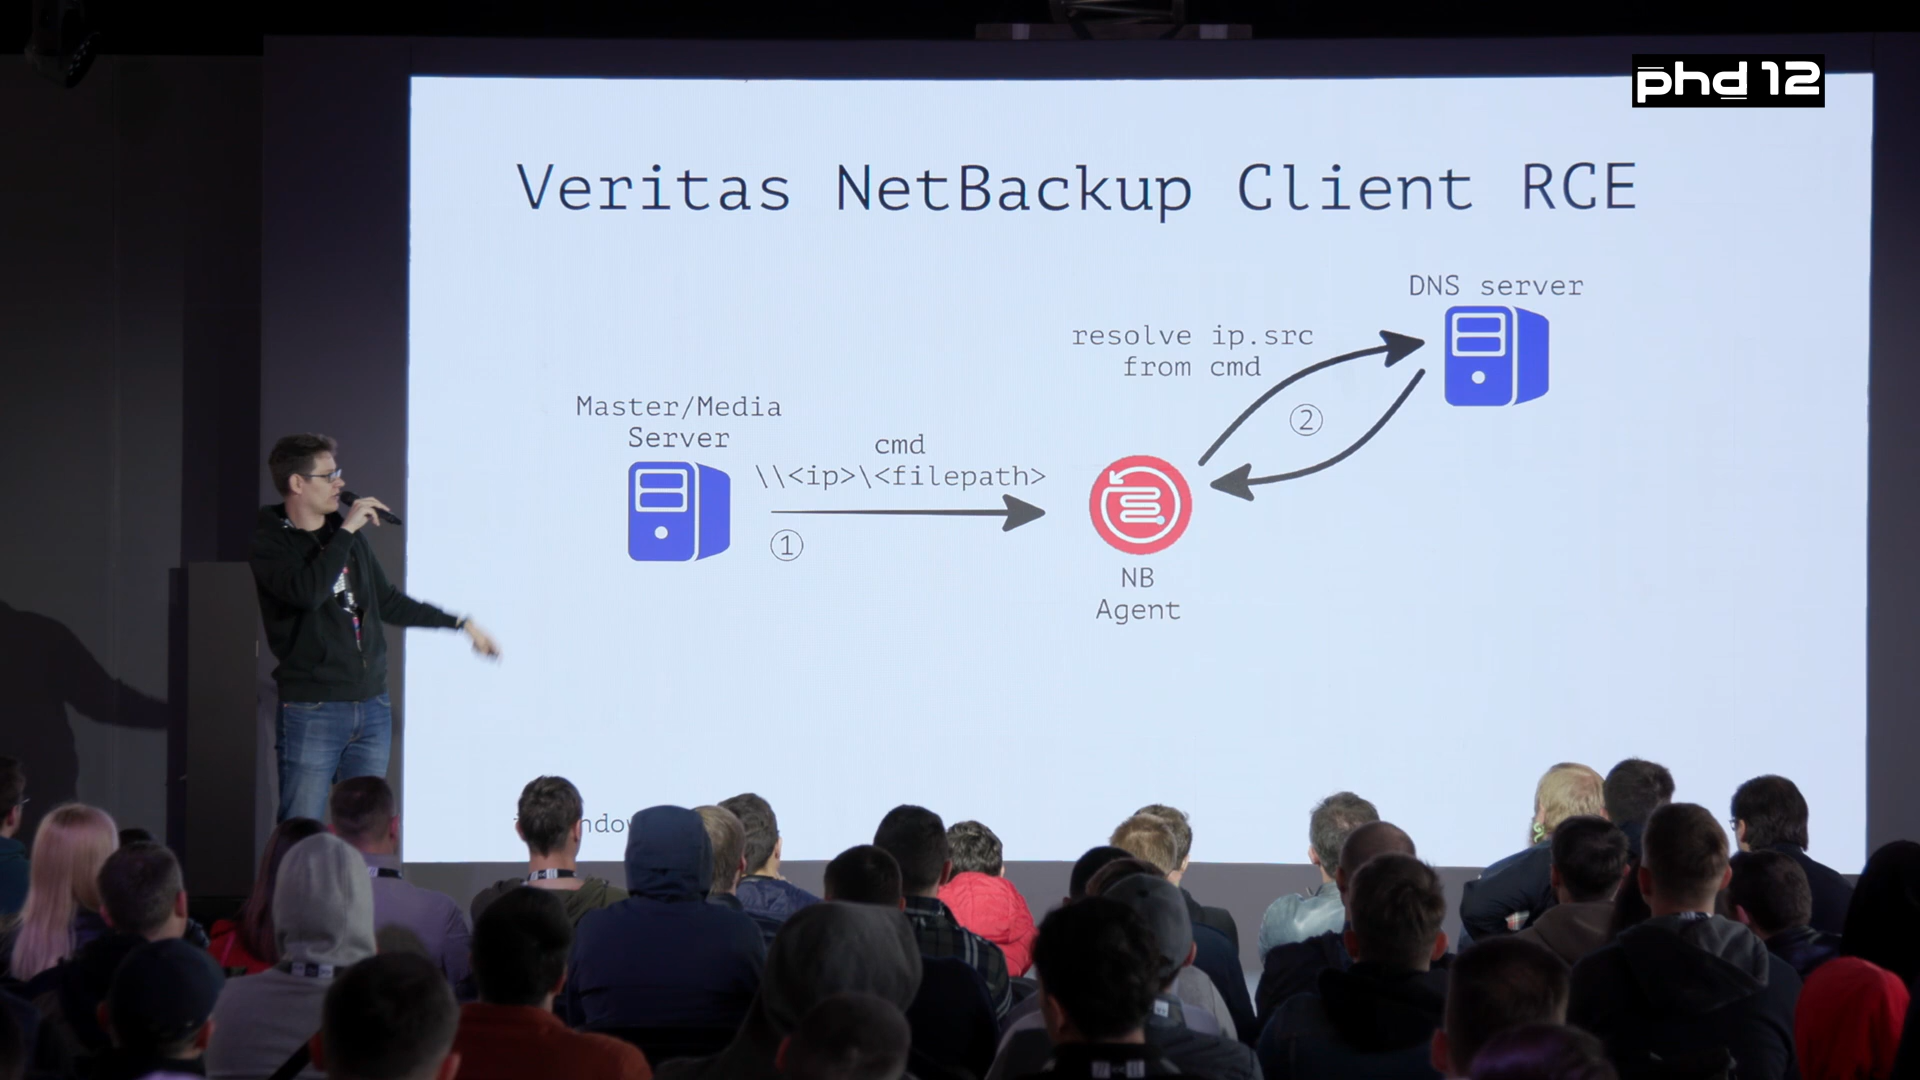 phd 12
Veritas NetBackup Client RCE
DNS server
resolve ip.src
from cmd
②
Master/Media
Server
cmd
\\<ip>\<filepath>
①
NB
Agent